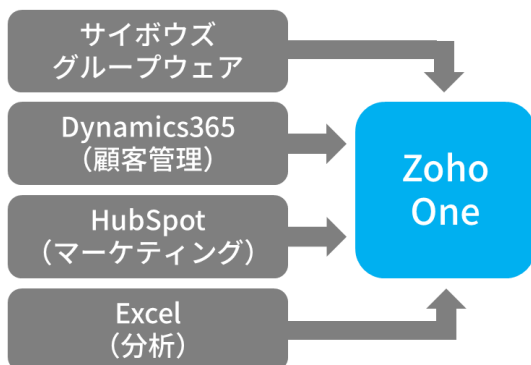 サイボウズ
グループウェア
Dynamics365
（顧客管理）
HubSpot
（マーケティング）
Excel
（分析）
Zoho
One